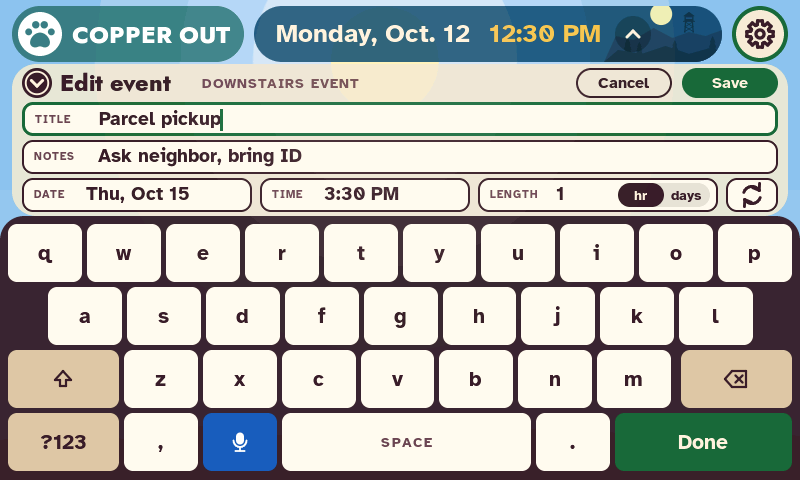 COPPER OUT Monday, Oct. 12 12:30 PM
Edit event DOWNSTAIRS EVENT Cancel Save
TITLE Parcel pickup
NOTES Ask neighbor, bring ID
DATE Thu, Oct 15 TIME 3:30 PM LENGTH 1 hr days
q w e r t y u i o p
a s d f g h j k l
z x c v b n m
?123 , SPACE . Done